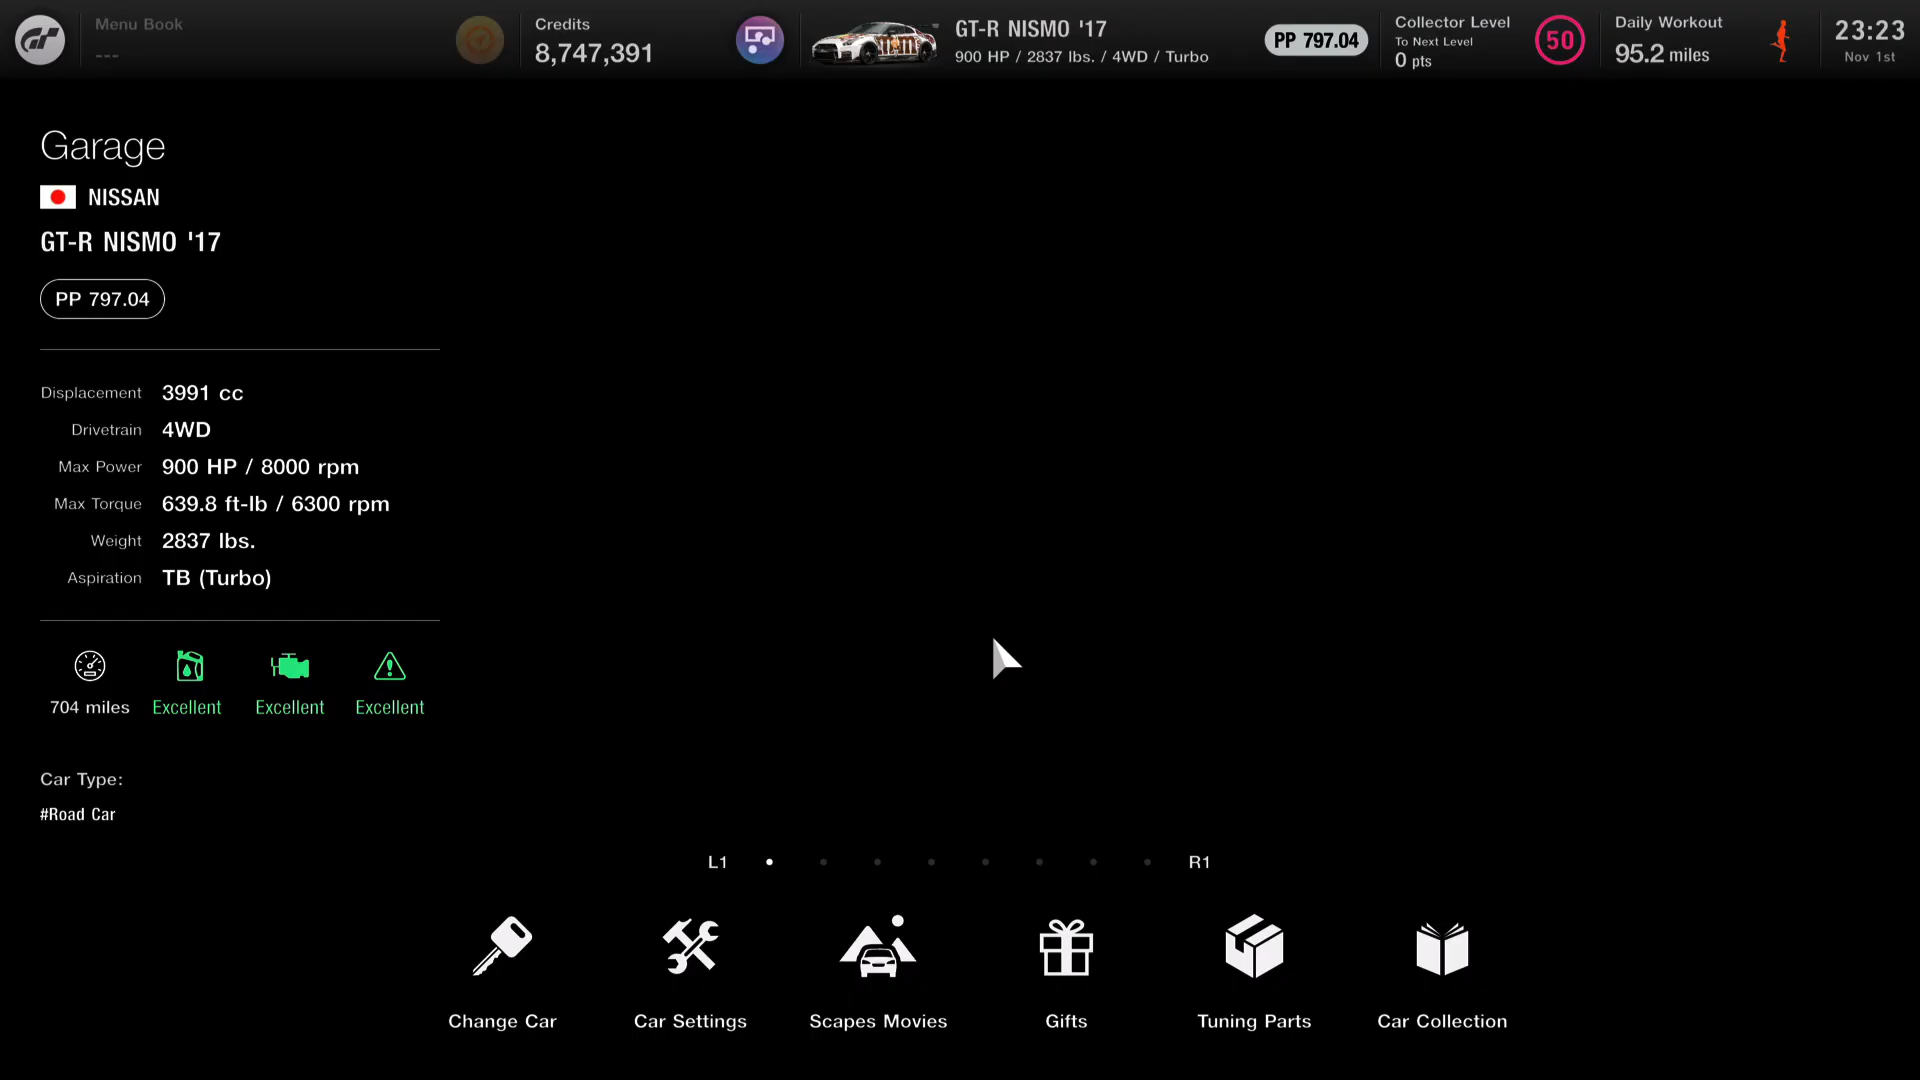 Menu Book
---
Credits
8,747,391
GT-R NISMO '17
900 HP / 2837 lbs. / 4WD / Turbo
PP 797.04
Collector Level
To Next Level
0 pts
50
Daily Workout
95.2 miles
23:23
Nov 1st
Garage
NISSAN
GT-R NISMO '17
PP 797.04
Displacement 3991 cc
Drivetrain 4WD
Max Power 900 HP / 8000 rpm
Max Torque 639.8 ft-lb / 6300 rpm
Weight 2837 lbs.
Aspiration TB (Turbo)
704 miles Excellent Excellent Excellent
Car Type:
#Road Car
L1 R1
Change Car Car Settings Scapes Movies Gifts Tuning Parts Car Collection